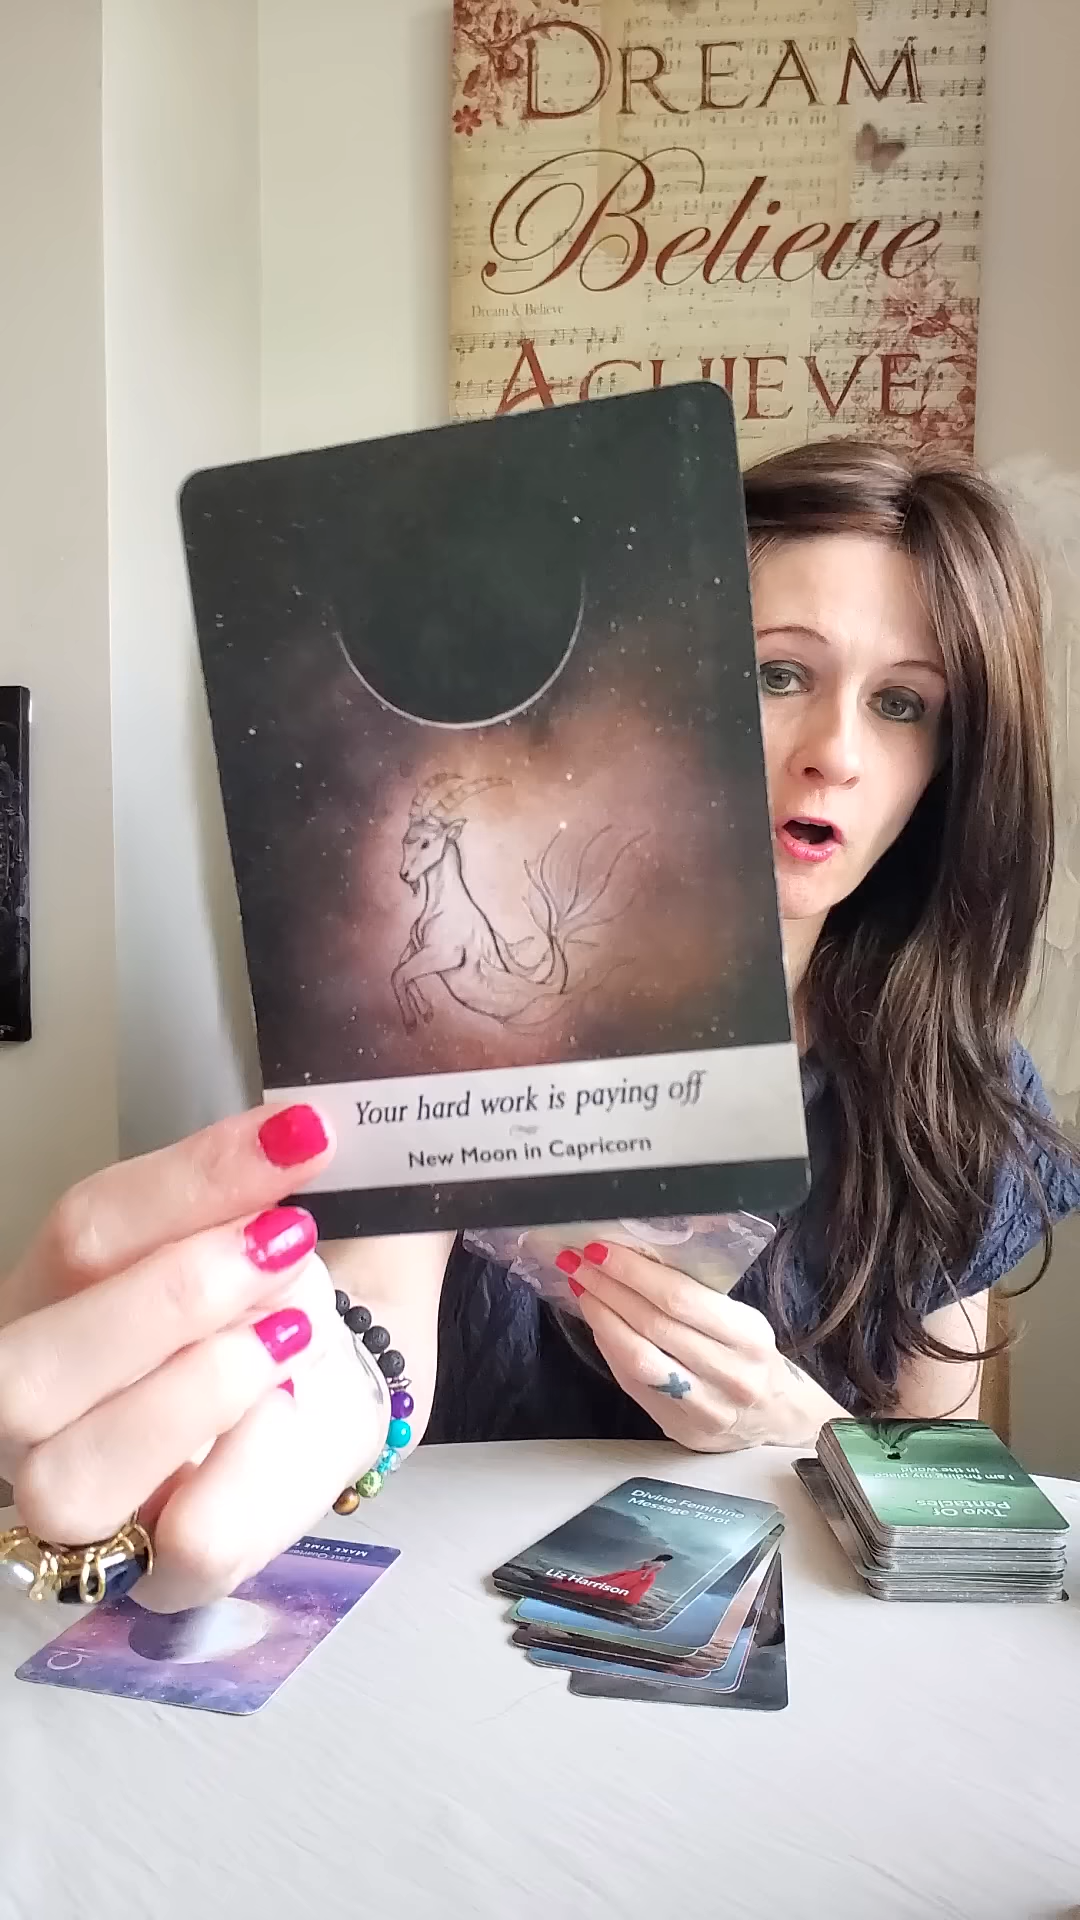 DREAM
Believe
Dream & Believe
ACHIEVE
Your hard work is paying off
New Moon in Capricorn
Divine Feminine
Message Tarot
Liz Harrison
I am finding my place
in the world
Two Of
Pentacles
Last Quarter
MAKE TIME